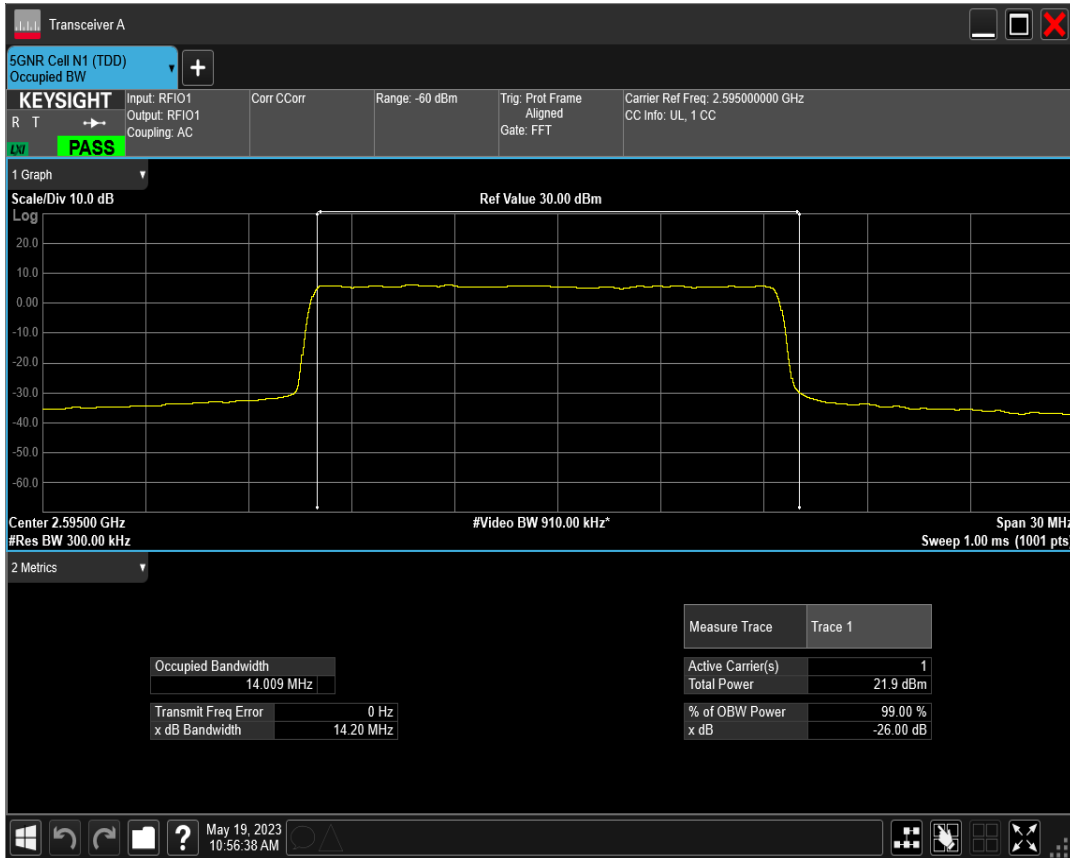 Transceiver A
5GNR Cell N1 (TDD)
Occupied BW
+
KEYSIGHT
R T
LXI
PASS
Input: RFIO1
Output: RFIO1
Coupling: AC
Corr CCorr
Range: -60 dBm
Trig: Prot Frame
Aligned
Gate: FFT
Carrier Ref Freq: 2.595000000 GHz
CC Info: UL, 1 CC
1 Graph
Scale/Div 10.0 dB
Ref Value 30.00 dBm
Log
20.0
10.0
0.00
-10.0
-20.0
-30.0
-40.0
-50.0
-60.0
Center 2.59500 GHz
#Video BW 910.00 kHz*
Span 30 MHz
#Res BW 300.00 kHz
Sweep 1.00 ms (1001 pts)
2 Metrics
Measure Trace Trace 1
Occupied Bandwidth
14.009 MHz
Active Carrier(s) 1
Total Power 21.9 dBm
Transmit Freq Error 0 Hz
x dB Bandwidth 14.20 MHz
% of OBW Power 99.00 %
x dB -26.00 dB
?
May 19, 2023
10:56:38 AM